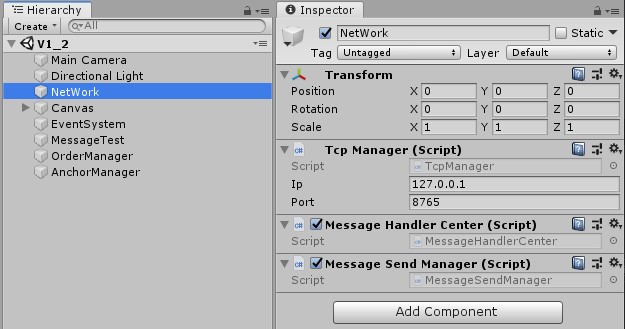 Hierarchy
Create
All
V1_2
Main Camera
Directional Light
NetWork
Canvas
EventSystem
MessageTest
OrderManager
AnchorManager
Inspector
NetWork
Static
Tag Untagged Layer Default
Transform
Position X 0 Y 0 Z 0
Rotation X 0 Y 0 Z 0
Scale X 1 Y 1 Z 1
C# Tcp Manager (Script)
Script TcpManager
Ip 127.0.0.1
Port 8765
C# Message Handler Center (Script)
Script MessageHandlerCenter
C# Message Send Manager (Script)
Script MessageSendManager
Add Component